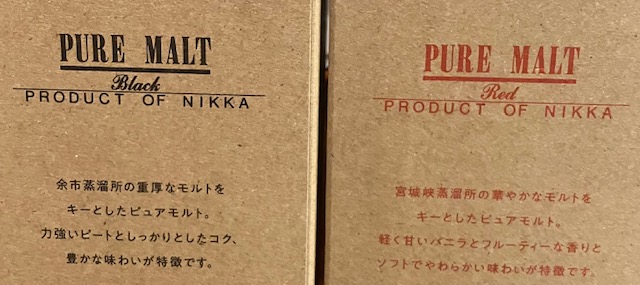 PURE MALT
Black
PRODUCT OF NIKKA
余市蒸溜所の重厚なモルトを
キーとしたピュアモルト。
力強いピートとしっかりとしたコク、
豊かな味わいが特徴です。
PURE MALT
Red
PRODUCT OF NIKKA
宮城峡蒸溜所の華やかなモルトを
キーとしたピュアモルト。
軽く甘いバニラとフルーティーな香りと
ソフトでやわらかい味わいが特徴です。